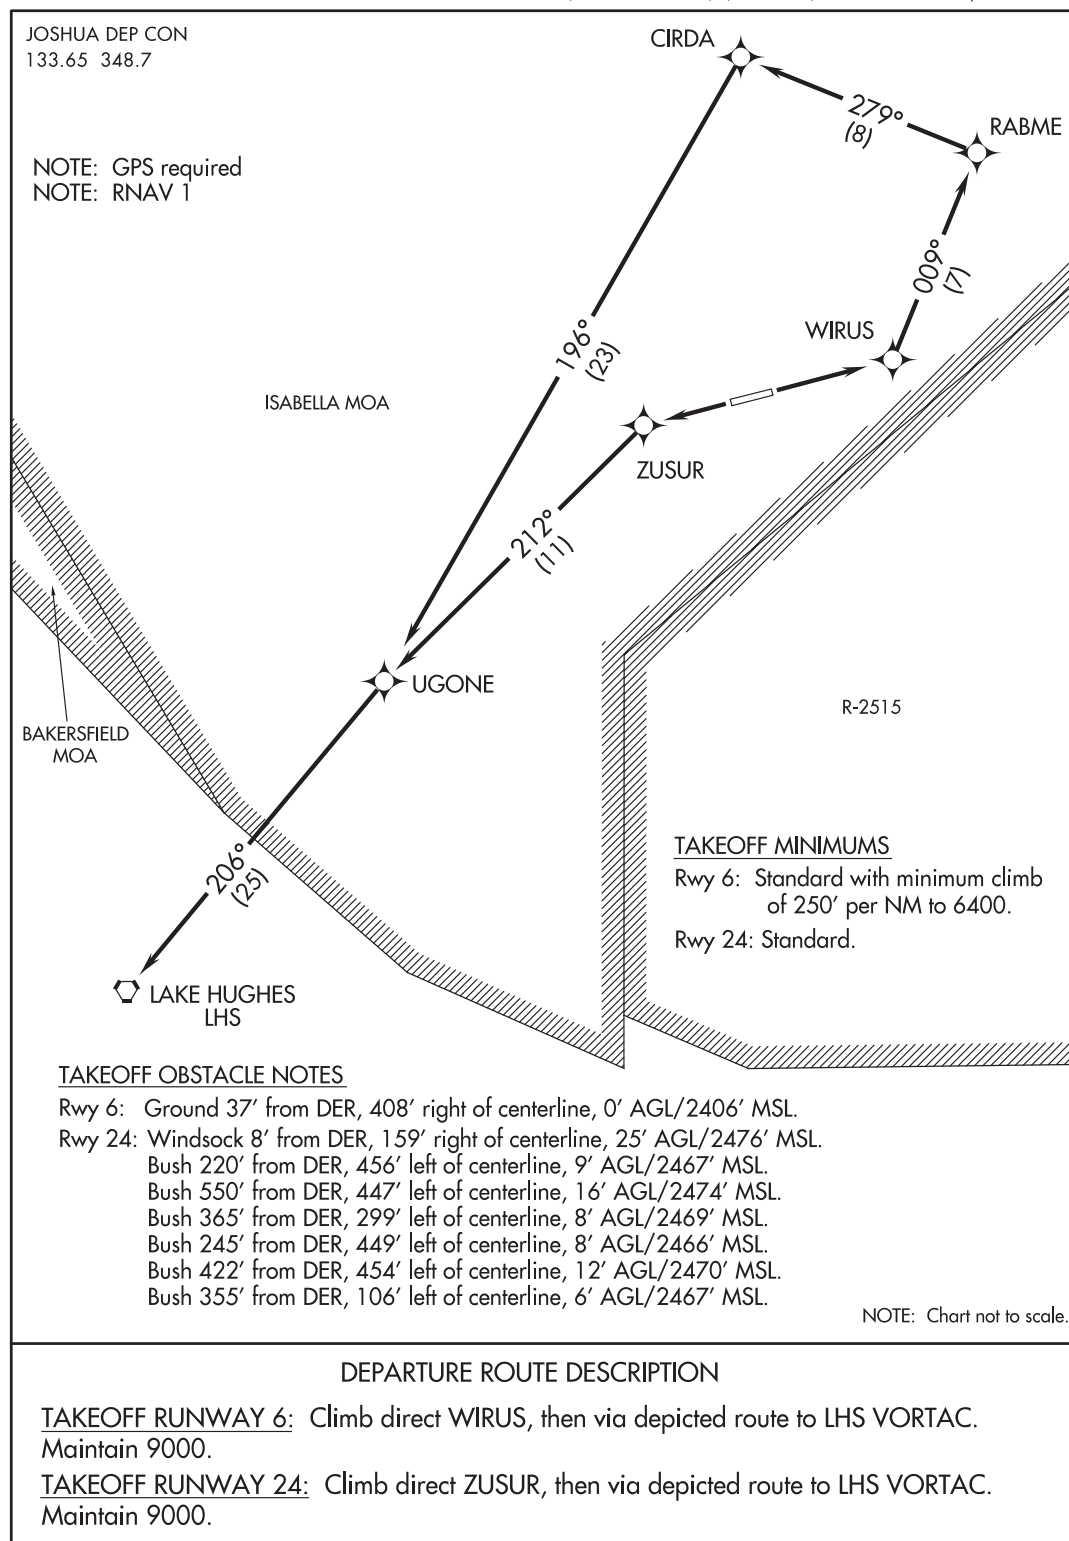 JOSHUA DEP CON
133.65 348.7
CIRDA
279°
(8)
RABME
NOTE: GPS required
NOTE: RNAV 1
009°
(7)
WIRUS
196°
(23)
ISABELLA MOA
ZUSUR
212°
(11)
UGONE
R-2515
BAKERSFIELD
MOA
206°
(25)
TAKEOFF MINIMUMS
Rwy 6: Standard with minimum climb
of 250' per NM to 6400.
Rwy 24: Standard.
LAKE HUGHES
LHS
TAKEOFF OBSTACLE NOTES
Rwy 6: Ground 37' from DER, 408' right of centerline, 0' AGL/2406' MSL.
Rwy 24: Windsock 8' from DER, 159' right of centerline, 25' AGL/2476' MSL.
Bush 220' from DER, 456' left of centerline, 9' AGL/2467' MSL.
Bush 550' from DER, 447' left of centerline, 16' AGL/2474' MSL.
Bush 365' from DER, 299' left of centerline, 8' AGL/2469' MSL.
Bush 245' from DER, 449' left of centerline, 8' AGL/2466' MSL.
Bush 422' from DER, 454' left of centerline, 12' AGL/2470' MSL.
Bush 355' from DER, 106' left of centerline, 6' AGL/2467' MSL.
NOTE: Chart not to scale.
DEPARTURE ROUTE DESCRIPTION
TAKEOFF RUNWAY 6: Climb direct WIRUS, then via depicted route to LHS VORTAC.
Maintain 9000.
TAKEOFF RUNWAY 24: Climb direct ZUSUR, then via depicted route to LHS VORTAC.
Maintain 9000.